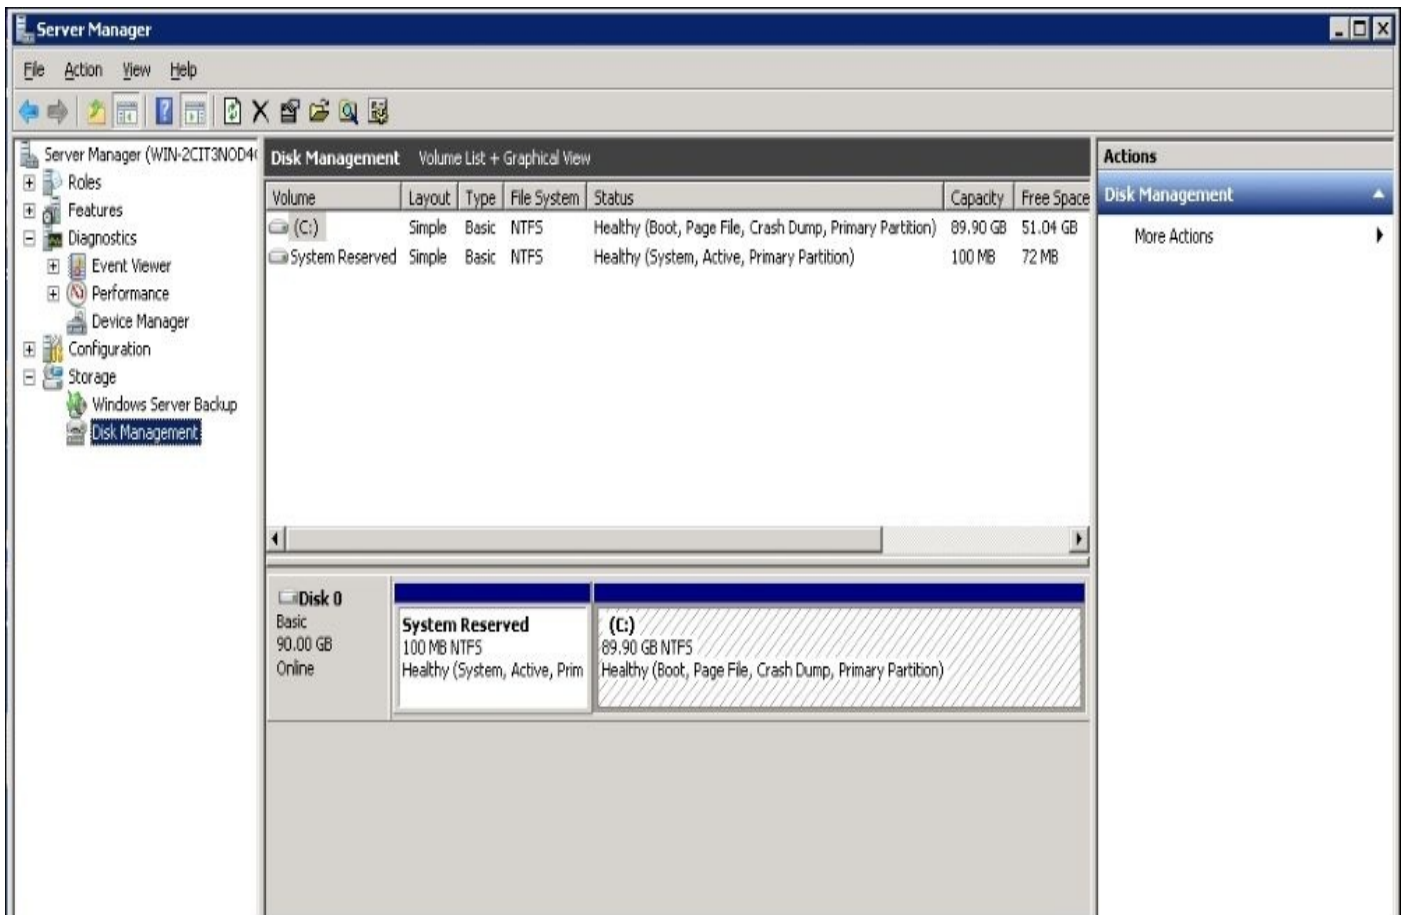 Server Manager
File Action View Help
Server Manager (WIN-2CIT3NOD4
Roles
Features
Diagnostics
Event Viewer
Performance
Device Manager
Configuration
Storage
Windows Server Backup
Disk Management
Disk Management Volume List + Graphical View
Volume Layout Type File System Status Capacity Free Space
(C:) Simple Basic NTFS Healthy (Boot, Page File, Crash Dump, Primary Partition) 89.90 GB 51.04 GB
System Reserved Simple Basic NTFS Healthy (System, Active, Primary Partition) 100 MB 72 MB
Disk 0
Basic
90.00 GB
Online
System Reserved
100 MB NTFS
Healthy (System, Active, Prim
(C:)
89.90 GB NTFS
Healthy (Boot, Page File, Crash Dump, Primary Partition)
Actions
Disk Management
More Actions